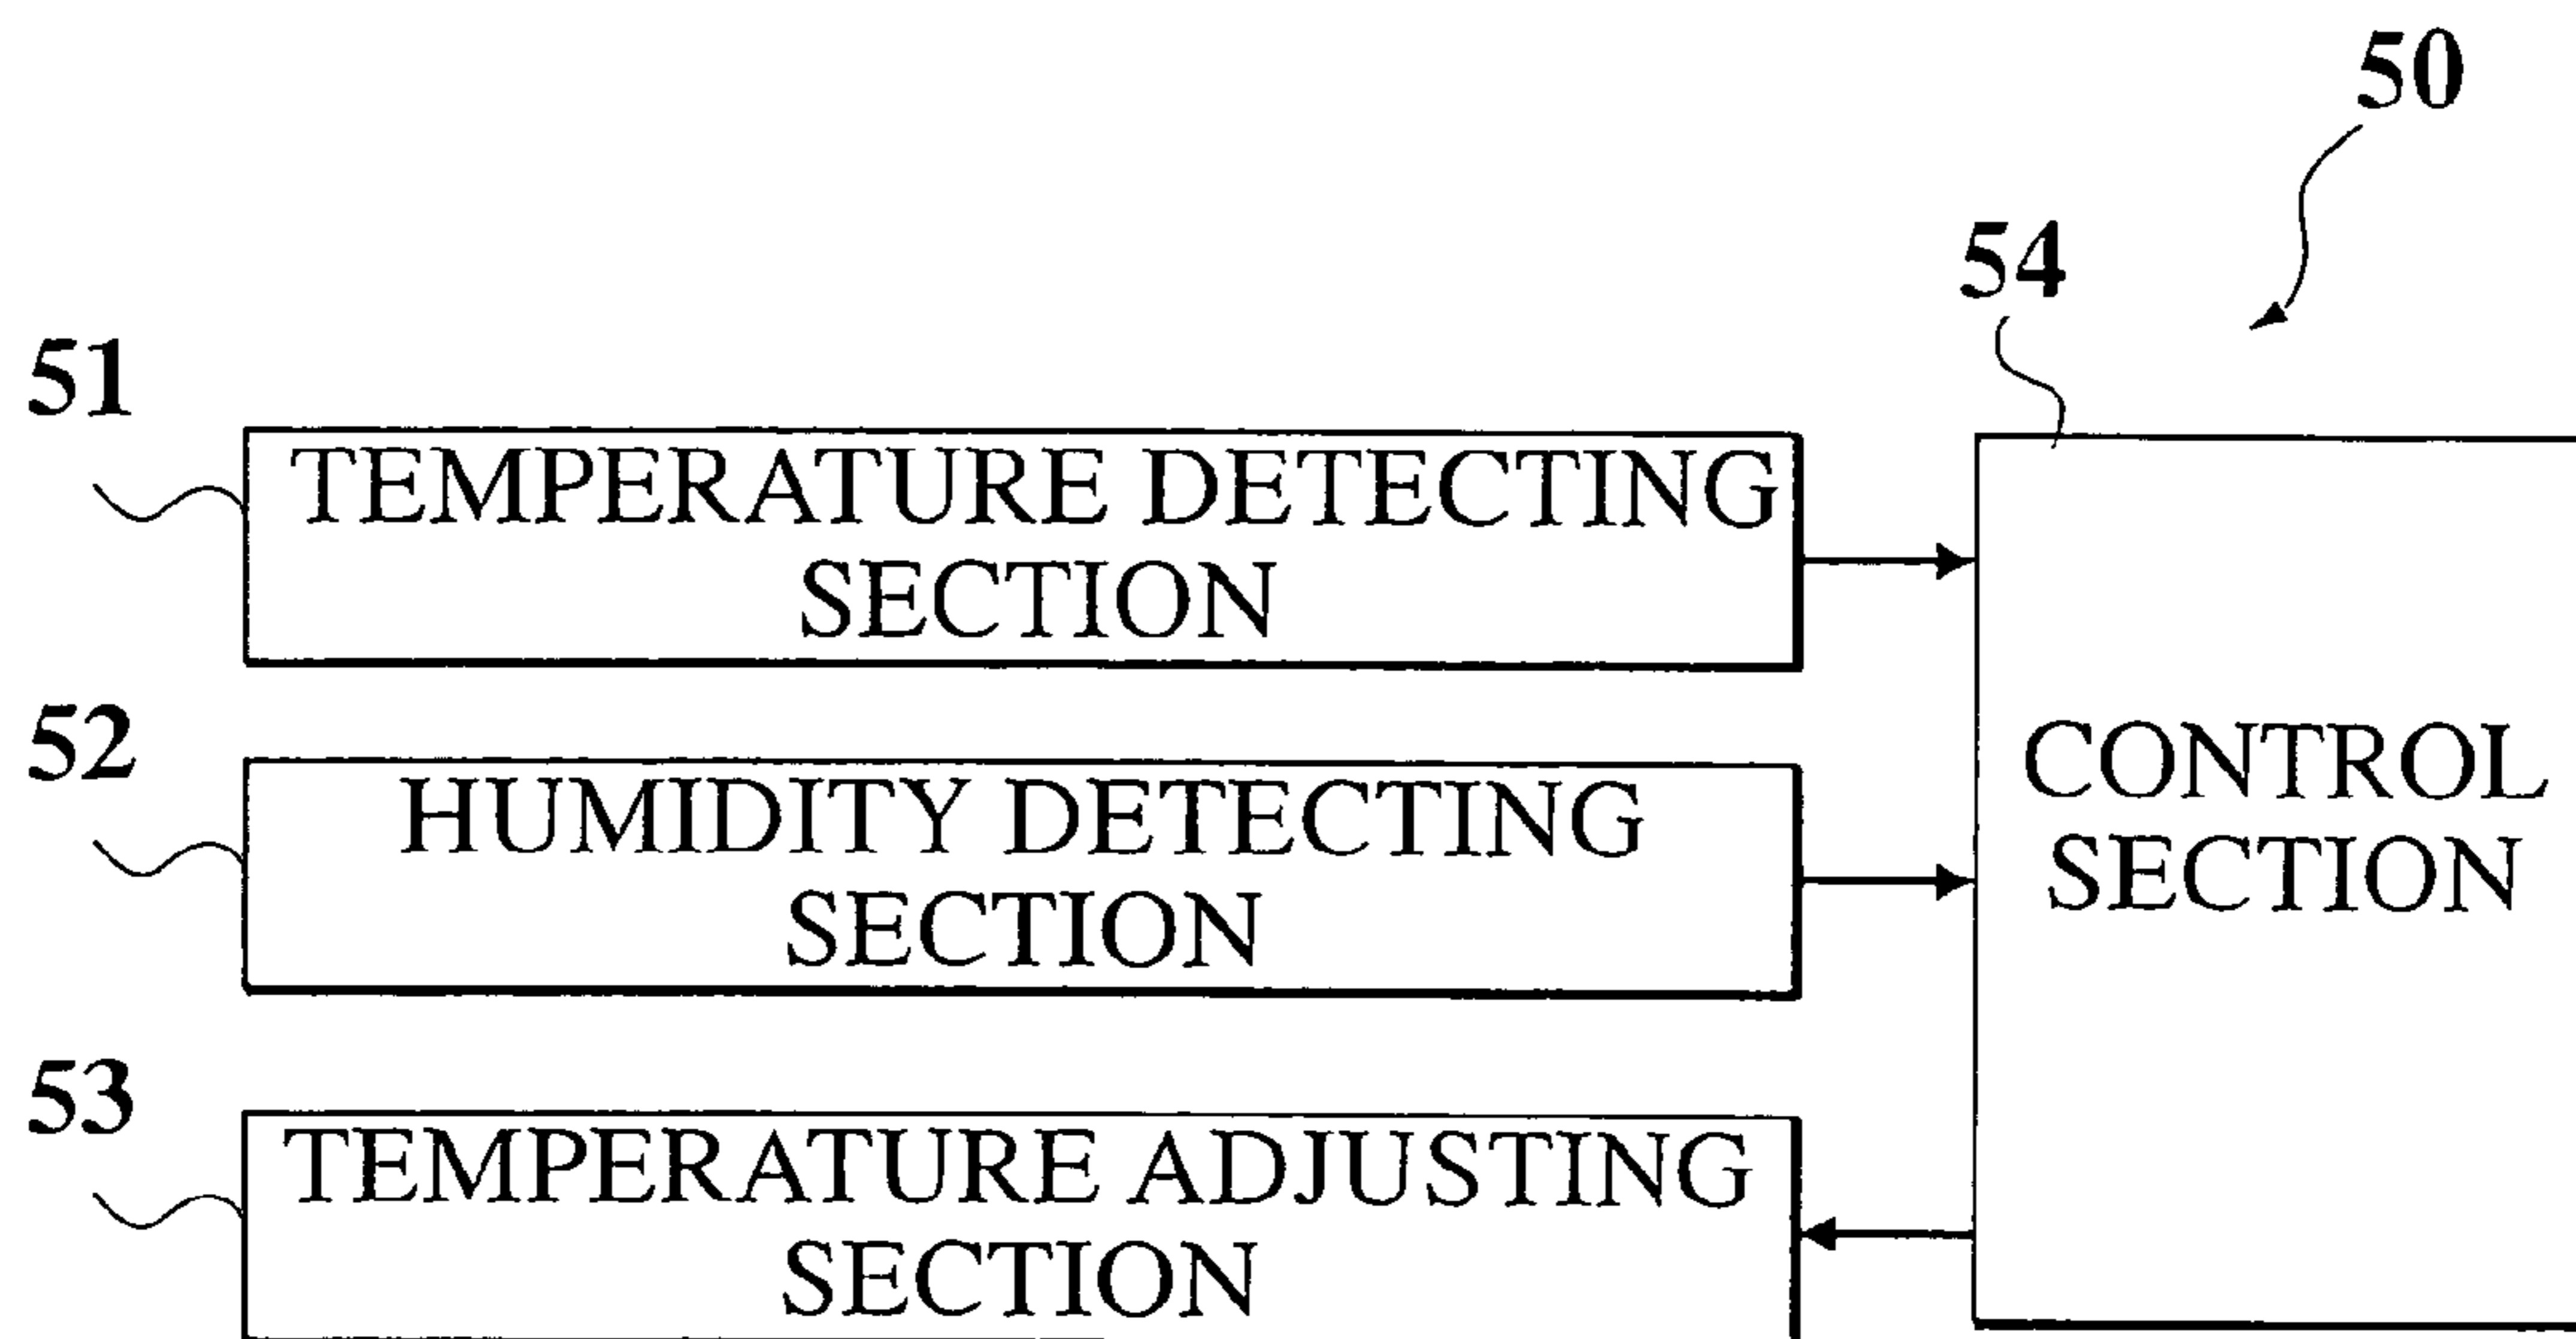 50
54
51
TEMPERATURE DETECTING
SECTION
52
HUMIDITY DETECTING
SECTION
CONTROL
SECTION
53
TEMPERATURE ADJUSTING
SECTION